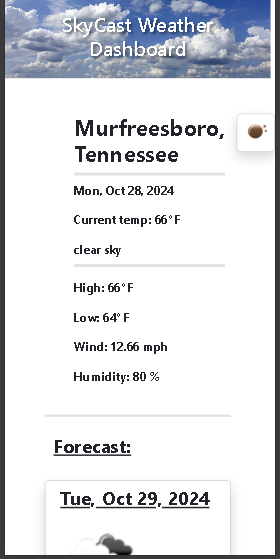 SkyCast Weather
Dashboard
Murfreesboro,
Tennessee
Mon, Oct 28, 2024
Current temp: 66°F
clear sky
High: 66°F
Low: 64°F
Wind: 12.66 mph
Humidity: 80 %
Forecast:
Tue, Oct 29, 2024